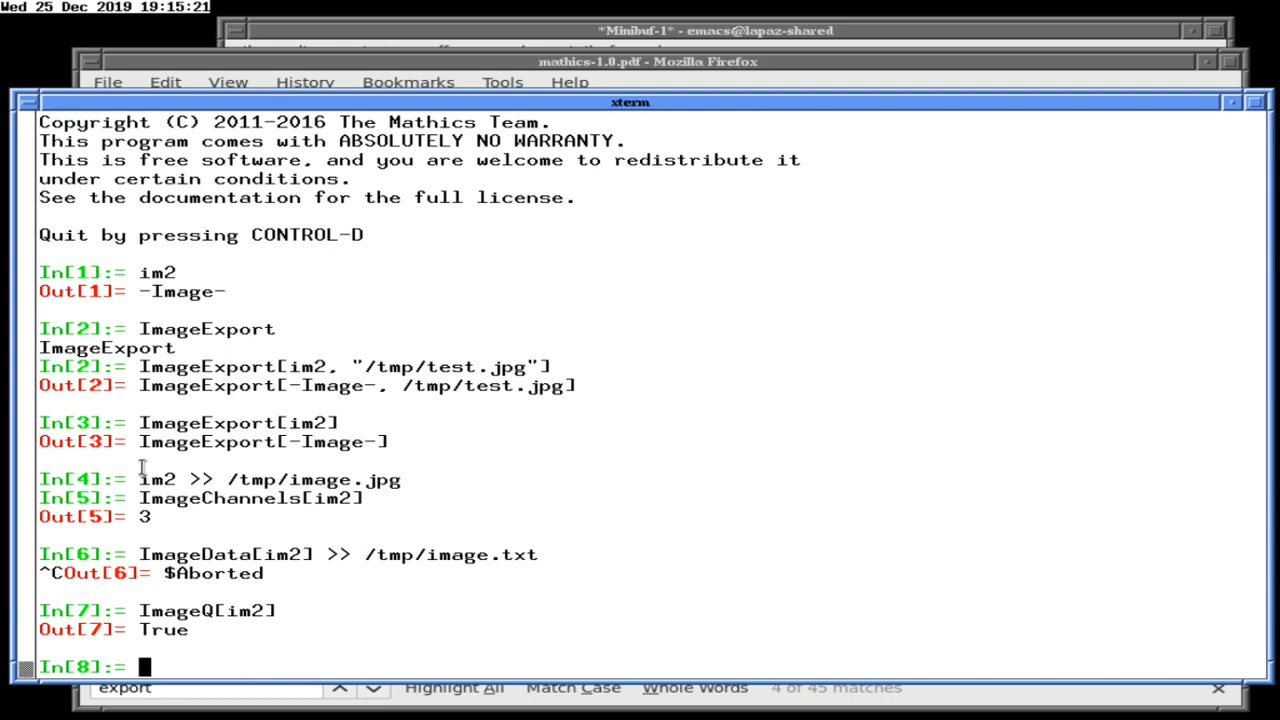 Wed 25 Dec 2019 19:15:21
*Minibuf-1* - emacs@lapaz-shared
mathics-1.0.pdf - Mozilla Firefox
File Edit View History Bookmarks Tools Help
xterm
Copyright (C) 2011-2016 The Mathics Team.
This program comes with ABSOLUTELY NO WARRANTY.
This is free software, and you are welcome to redistribute it
under certain conditions.
See the documentation for the full license.
Quit by pressing CONTROL-D
In[1]:= im2
Out[1]= -Image-
In[2]:= ImageExport
ImageExport
In[2]:= ImageExport[im2, "/tmp/test.jpg"]
Out[2]= ImageExport[-Image-, /tmp/test.jpg]
In[3]:= ImageExport[im2]
Out[3]= ImageExport[-Image-]
In[4]:= im2 >> /tmp/image.jpg
In[5]:= ImageChannels[im2]
Out[5]= 3
In[6]:= ImageData[im2] >> /tmp/image.txt
^COut[6]= $Aborted
In[7]:= ImageQ[im2]
Out[7]= True
In[8]:=
export Highlight All Match Case Whole Words 4 of 45 matches